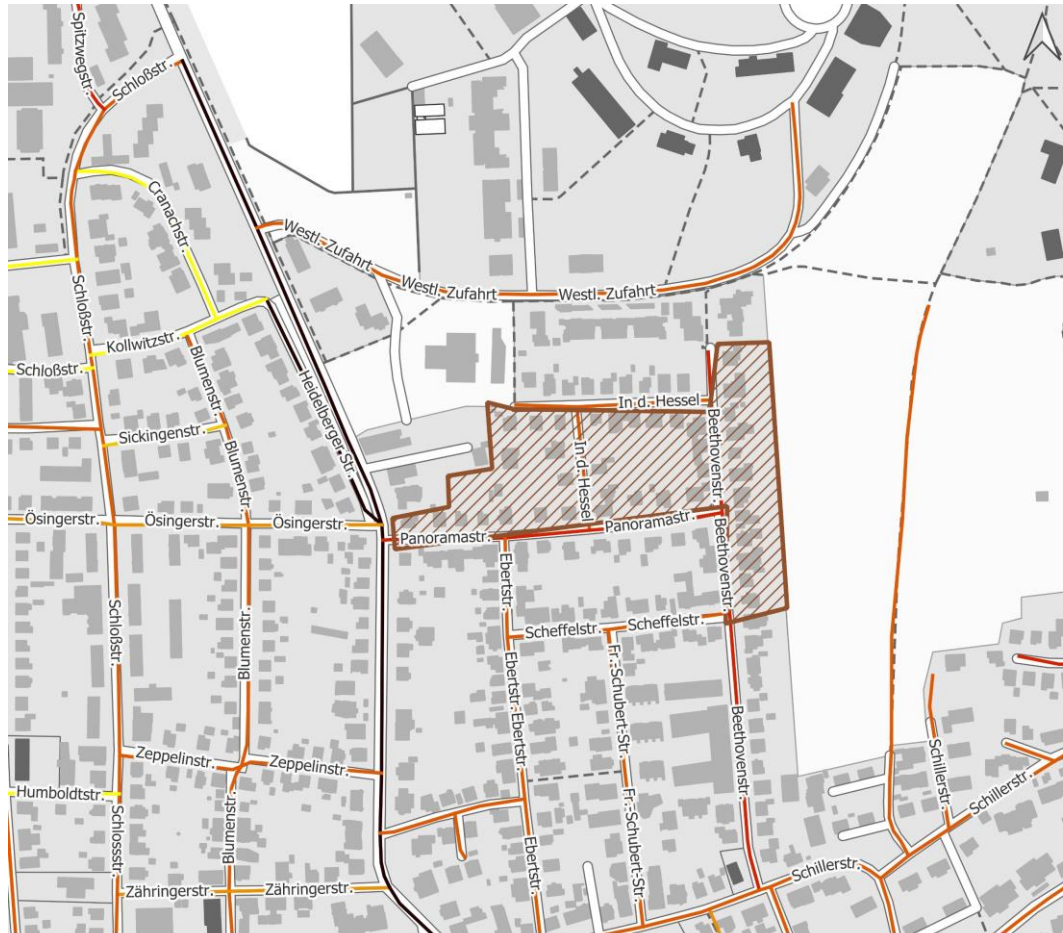 Spitzwegstr.
Schloßstr.
Cranachstr.
Westl. Zufahrt
Westl. Zufahrt
Westl. Zufahrt
Schloßstr.
Kollwitzstr.
Schloßstr.
Blumenstr.
Heidelberger Str.
In d. Hessel
Beethovenstr.
Sickingenstr.
Blumenstr.
In d. Hessel
Ösingerstr.
Ösingerstr.
Ösingerstr.
Panoramastr.
Panoramastr.
Beethovenstr.
Ebertstr.
Scheffelstr.
Scheffelstr.
Schloßstr.
Blumenstr.
Ebertstr.
Fr.-Schubert-Str.
Ebertstr.
Beethovenstr.
Zeppelinstr.
Zeppelinstr.
Schillerstr.
Schillerstr.
Humboldtstr.
Schlossstr.
Blumenstr.
Ebertstr.
Fr.-Schubert-Str.
Schillerstr.
Zähringerstr.
Zähringerstr.